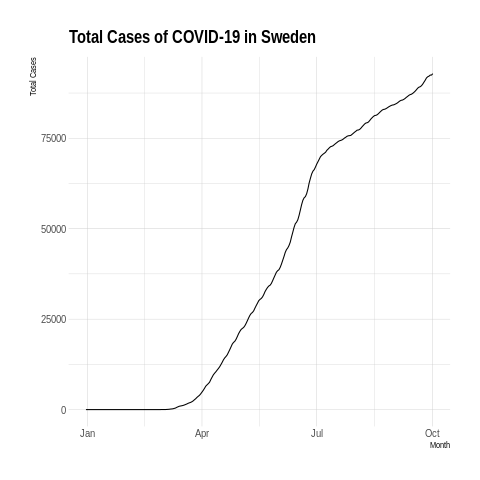 Total Cases of COVID-19 in Sweden
Total Cases
75000
50000
25000
0
Jan Apr Jul Oct
Month